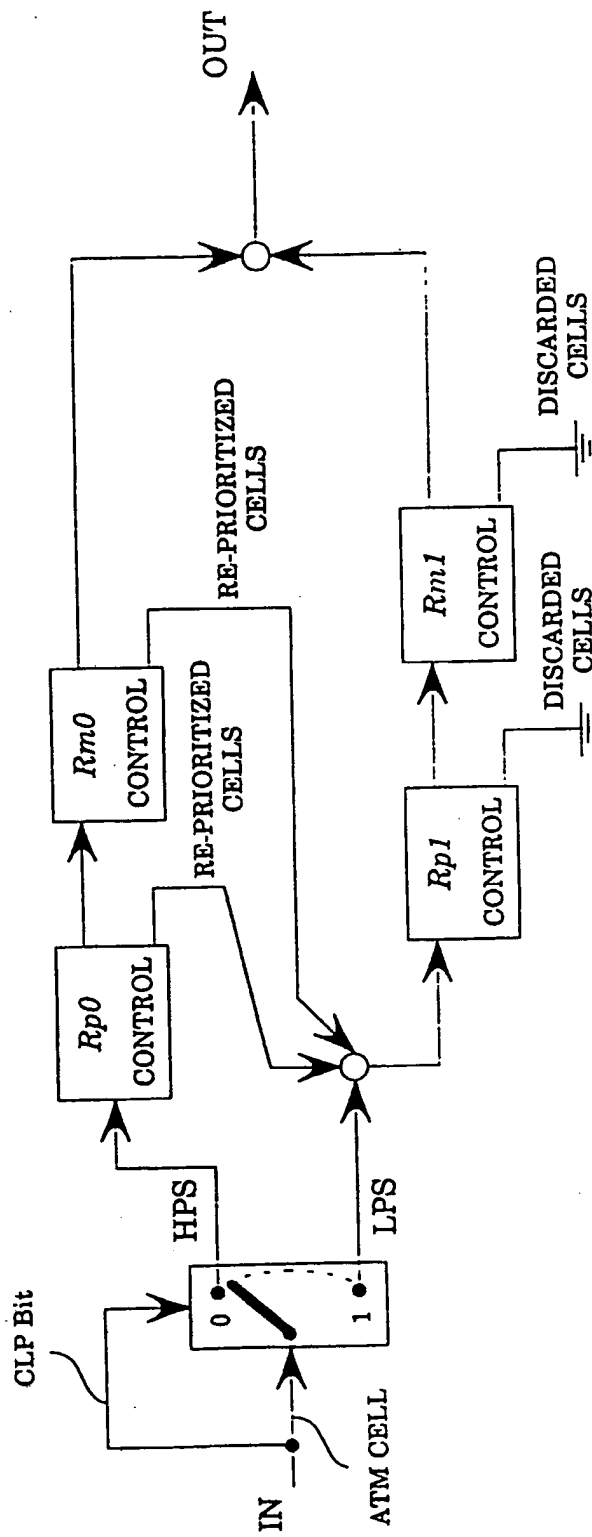 IN
ATM CELL
CLP Bit
0
1
HPS
LPS
Rp0
CONTROL
Rm0
CONTROL
RE-PRIORITIZED
CELLS
RE-PRIORITIZED
CELLS
Rp1
CONTROL
Rm1
CONTROL
DISCARDED
CELLS
DISCARDED
CELLS
OUT